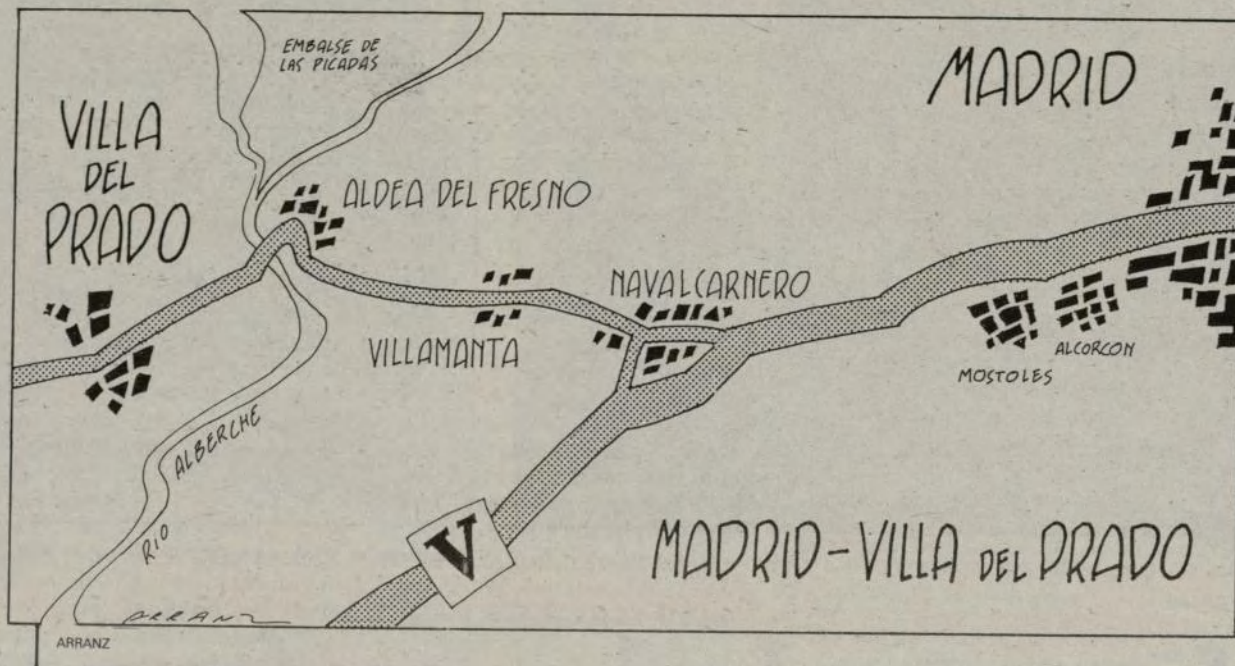 EMBALSE DE
LAS PICADAS
MADRID
VILLA
DEL
PRADO
ALDEA DEL FRESNO
NAVALCARNERO
VILLAMANTA
ALCORCON
MOSTOLES
RIO ALBERCHE
V
MADRID-VILLA DEL PRADO
ARRANZ
ARRANZ